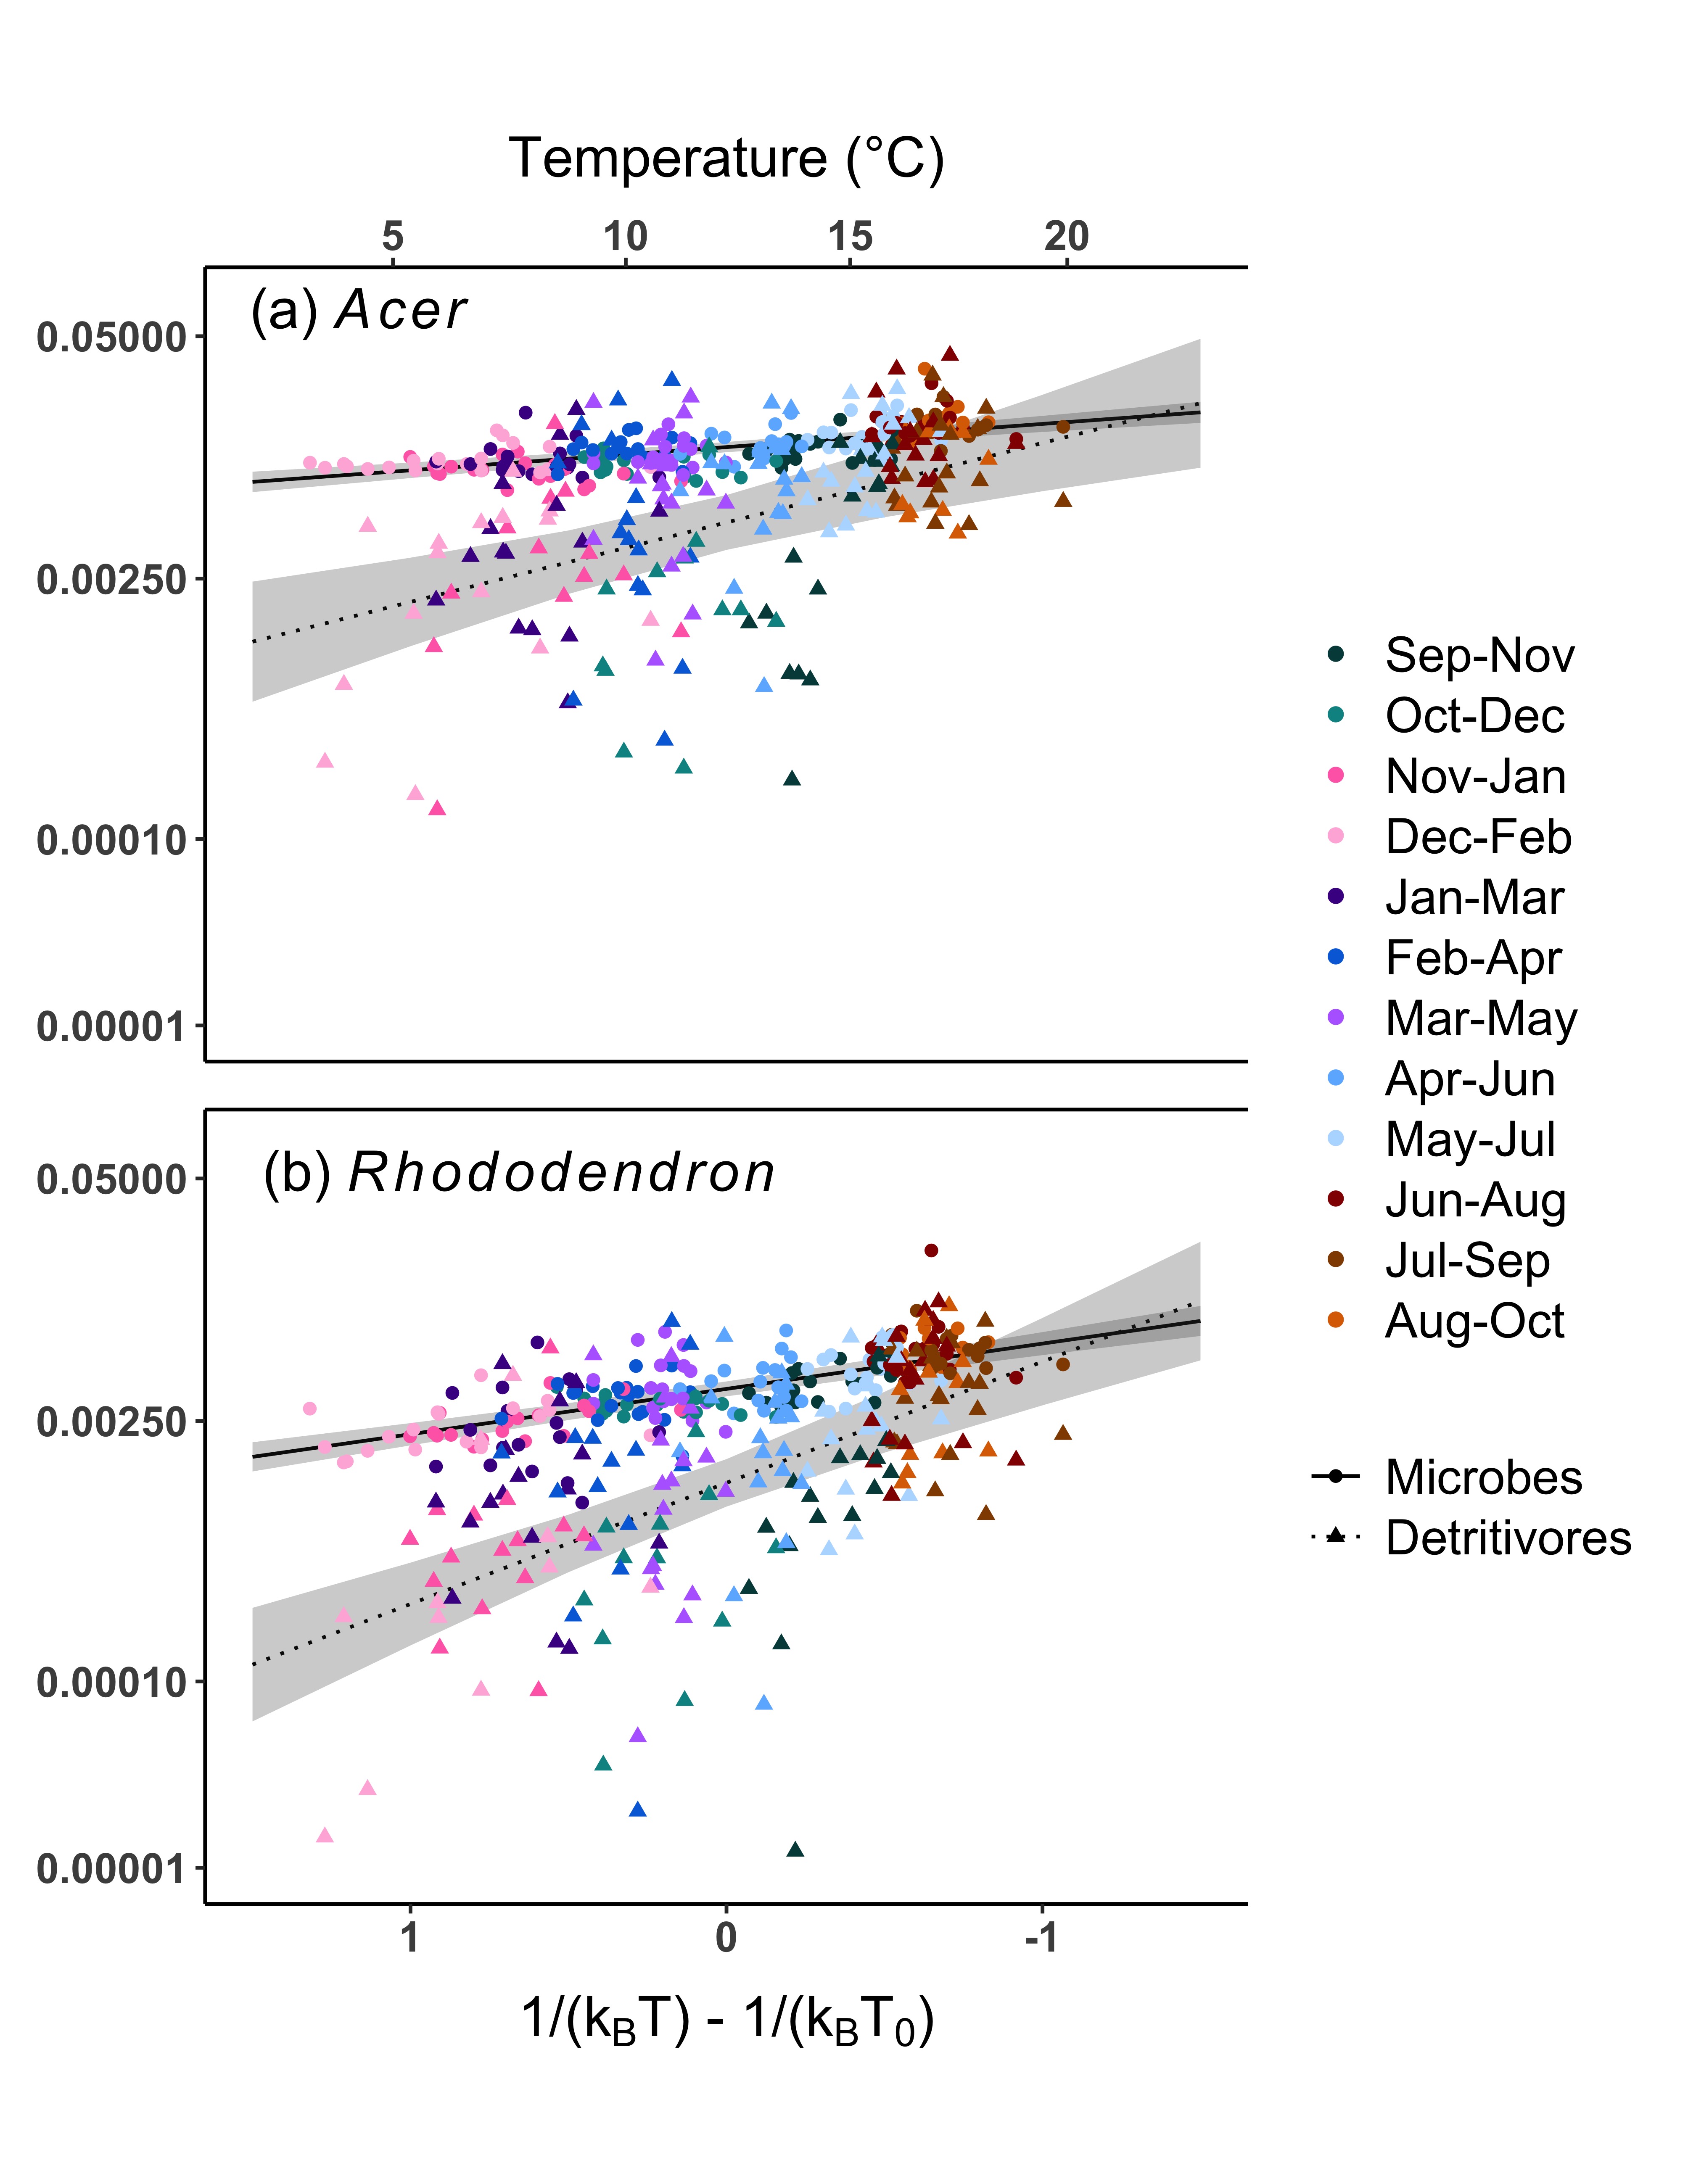 Temperature (°C)
5 10 15 20
(a) Acer
0.05000
0.00250
0.00010
0.00001
(b) Rhododendron
0.05000
0.00250
0.00010
0.00001
1 0 -1
1/(kBT) - 1/(kBT0)
Sep-Nov
Oct-Dec
Nov-Jan
Dec-Feb
Jan-Mar
Feb-Apr
Mar-May
Apr-Jun
May-Jul
Jun-Aug
Jul-Sep
Aug-Oct
Microbes
Detritivores